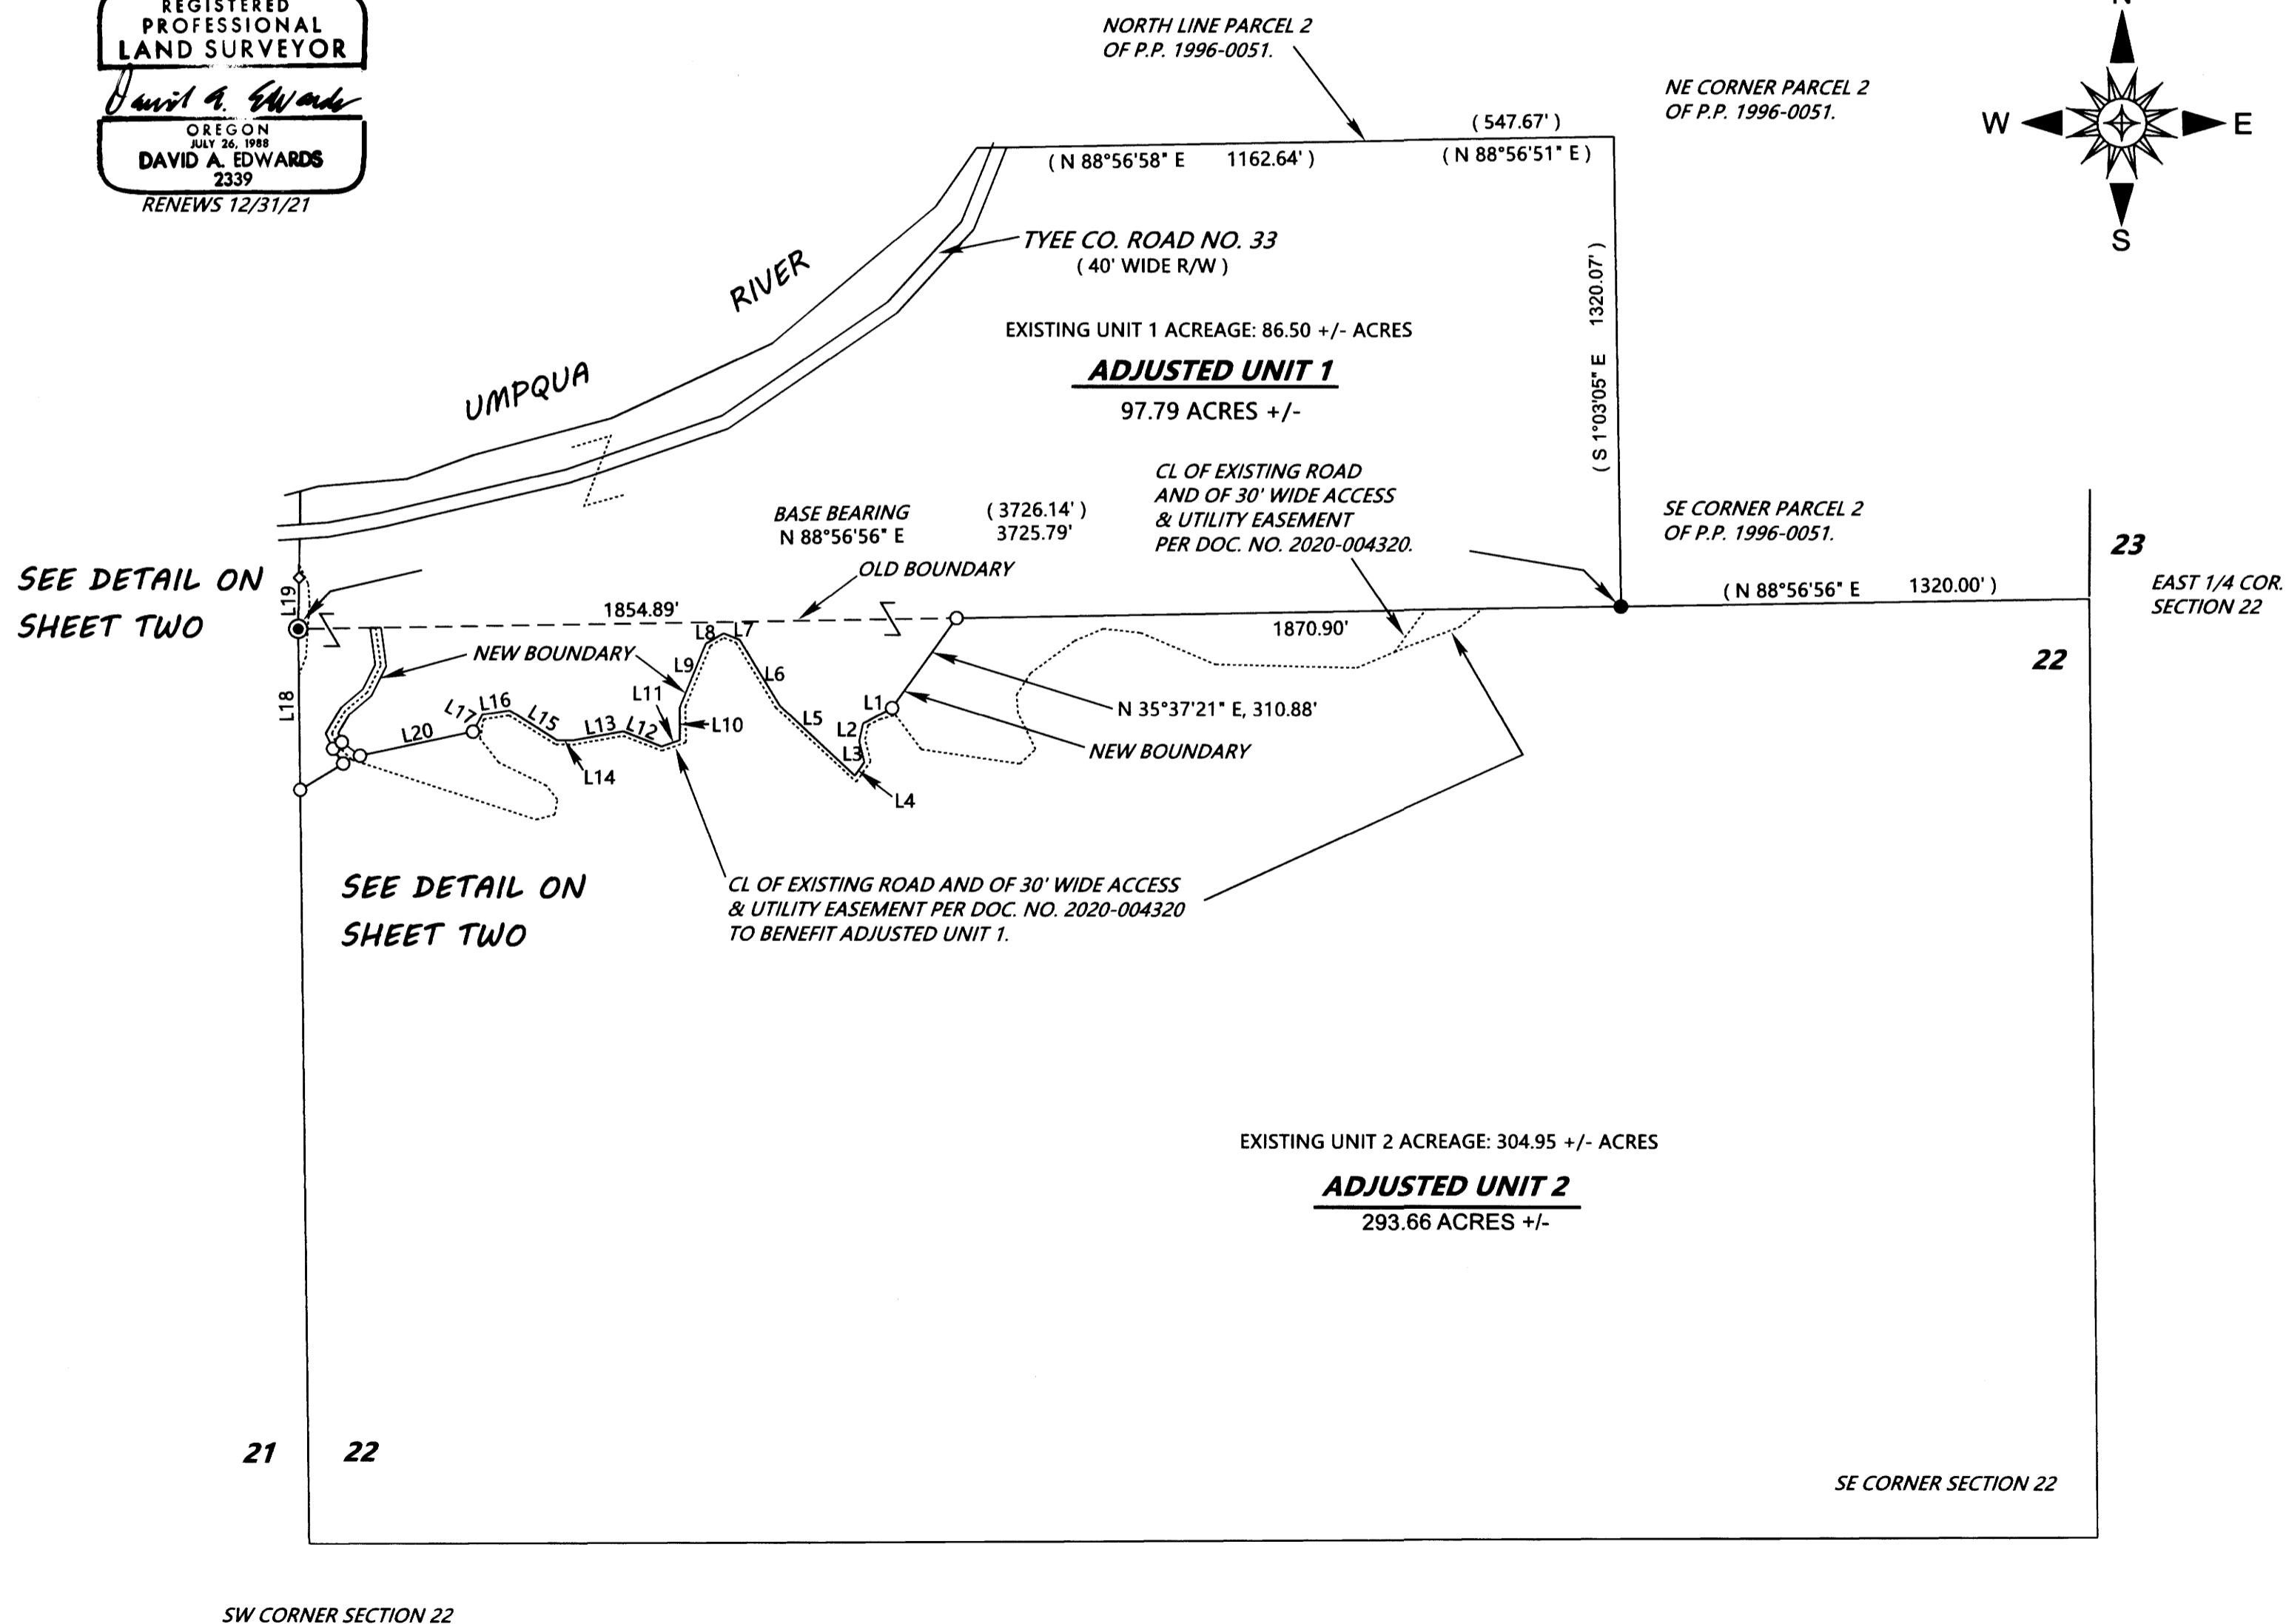 REGISTERED
PROFESSIONAL
LAND SURVEYOR
David A. Edwards
OREGON
JULY 26, 1988
DAVID A. EDWARDS
2339
RENEWS 12/31/21
NORTH LINE PARCEL 2
OF P.P. 1996-0051.
NE CORNER PARCEL 2
OF P.P. 1996-0051.
N
W
E
S
( 547.67' )
( N 88°56'58" E 1162.64' )
( N 88°56'51" E )
TYEE CO. ROAD NO. 33
( 40' WIDE R/W )
UMPQUA RIVER
EXISTING UNIT 1 ACREAGE: 86.50 +/- ACRES
ADJUSTED UNIT 1
97.79 ACRES +/-
( S 1°03'05" E 1320.07' )
CL OF EXISTING ROAD
AND OF 30' WIDE ACCESS
& UTILITY EASEMENT
PER DOC. NO. 2020-004320.
BASE BEARING
N 88°56'56" E
( 3726.14' )
3725.79'
SE CORNER PARCEL 2
OF P.P. 1996-0051.
23
EAST 1/4 COR.
SECTION 22
22
SEE DETAIL ON
SHEET TWO
L19
OLD BOUNDARY
1854.89'
1870.90'
( N 88°56'56" E 1320.00' )
L18
NEW BOUNDARY
L8
L7
L9
L6
L11
L10
L5
L1
L2
L3
L4
L17
L16
L15
L13
L12
L14
L20
N 35°37'21" E, 310.88'
NEW BOUNDARY
SEE DETAIL ON
SHEET TWO
CL OF EXISTING ROAD AND OF 30' WIDE ACCESS
& UTILITY EASEMENT PER DOC. NO. 2020-004320
TO BENEFIT ADJUSTED UNIT 1.
EXISTING UNIT 2 ACREAGE: 304.95 +/- ACRES
ADJUSTED UNIT 2
293.66 ACRES +/-
21
22
SE CORNER SECTION 22
SW CORNER SECTION 22